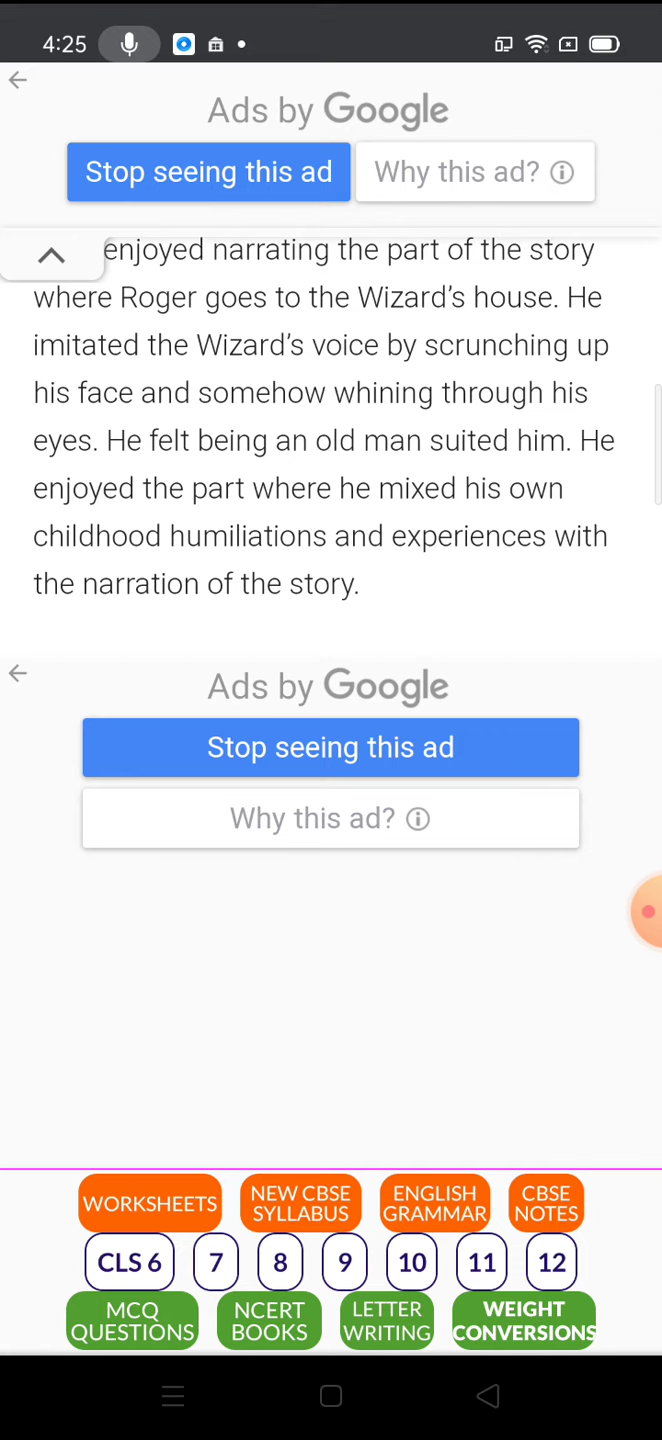 4:25
Ads by Google
Stop seeing this ad
Why this ad?
enjoyed narrating the part of the story
where Roger goes to the Wizard’s house. He
imitated the Wizard’s voice by scrunching up
his face and somehow whining through his
eyes. He felt being an old man suited him. He
enjoyed the part where he mixed his own
childhood humiliations and experiences with
the narration of the story.
Ads by Google
Stop seeing this ad
Why this ad?
WORKSHEETS
NEW CBSE
SYLLABUS
ENGLISH
GRAMMAR
CBSE
NOTES
CLS 6
7
8
9
10
11
12
MCQ
QUESTIONS
NCERT
BOOKS
LETTER
WRITING
WEIGHT
CONVERSIONS